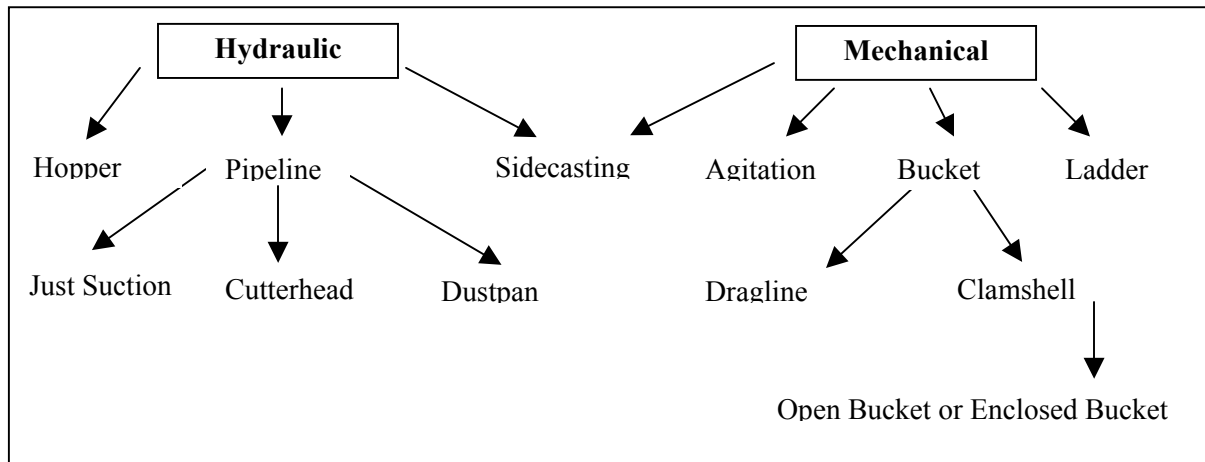 Hydraulic
Mechanical
Hopper
Pipeline
Sidecasting
Agitation
Bucket
Ladder
Just Suction
Cutterhead
Dustpan
Dragline
Clamshell
Open Bucket or Enclosed Bucket